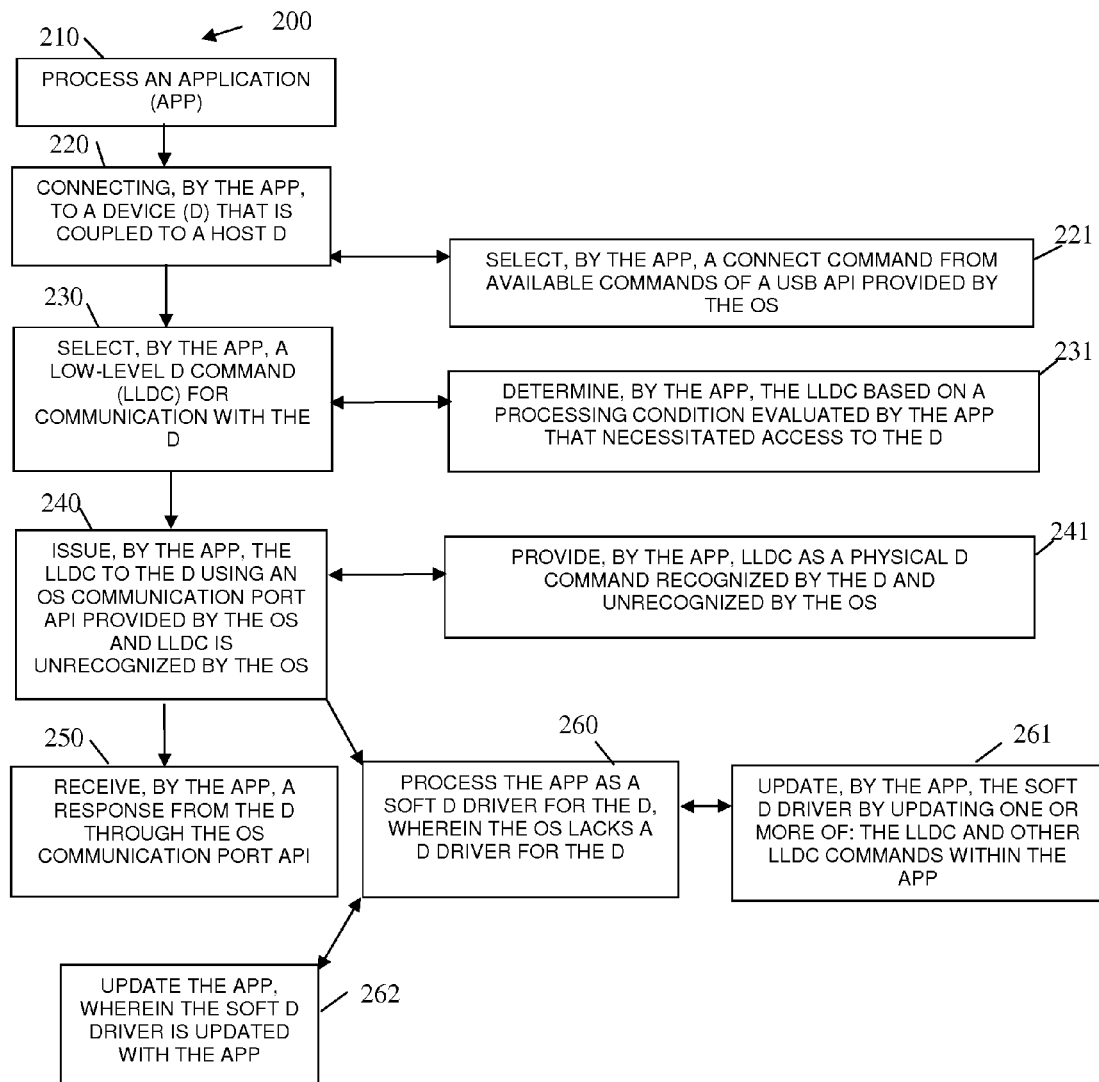 200
210
PROCESS AN APPLICATION
(APP)
220
CONNECTING, BY THE APP,
TO A DEVICE (D) THAT IS
COUPLED TO A HOST D
221
SELECT, BY THE APP, A CONNECT COMMAND FROM
AVAILABLE COMMANDS OF A USB API PROVIDED BY
THE OS
230
SELECT, BY THE APP, A
LOW-LEVEL D COMMAND
(LLDC) FOR
COMMUNICATION WITH THE
D
231
DETERMINE, BY THE APP, THE LLDC BASED ON A
PROCESSING CONDITION EVALUATED BY THE APP
THAT NECESSITATED ACCESS TO THE D
240
ISSUE, BY THE APP, THE
LLDC TO THE D USING AN
OS COMMUNICATION PORT
API PROVIDED BY THE OS
AND LLDC IS
UNRECOGNIZED BY THE OS
241
PROVIDE, BY THE APP, LLDC AS A PHYSICAL D
COMMAND RECOGNIZED BY THE D AND
UNRECOGNIZED BY THE OS
250
RECEIVE, BY THE APP, A
RESPONSE FROM THE D
THROUGH THE OS
COMMUNICATION PORT API
260
PROCESS THE APP AS A
SOFT D DRIVER FOR THE D,
WHEREIN THE OS LACKS A
D DRIVER FOR THE D
261
UPDATE, BY THE APP, THE SOFT
D DRIVER BY UPDATING ONE OR
MORE OF: THE LLDC AND OTHER
LLDC COMMANDS WITHIN THE
APP
262
UPDATE THE APP,
WHEREIN THE SOFT D
DRIVER IS UPDATED
WITH THE APP